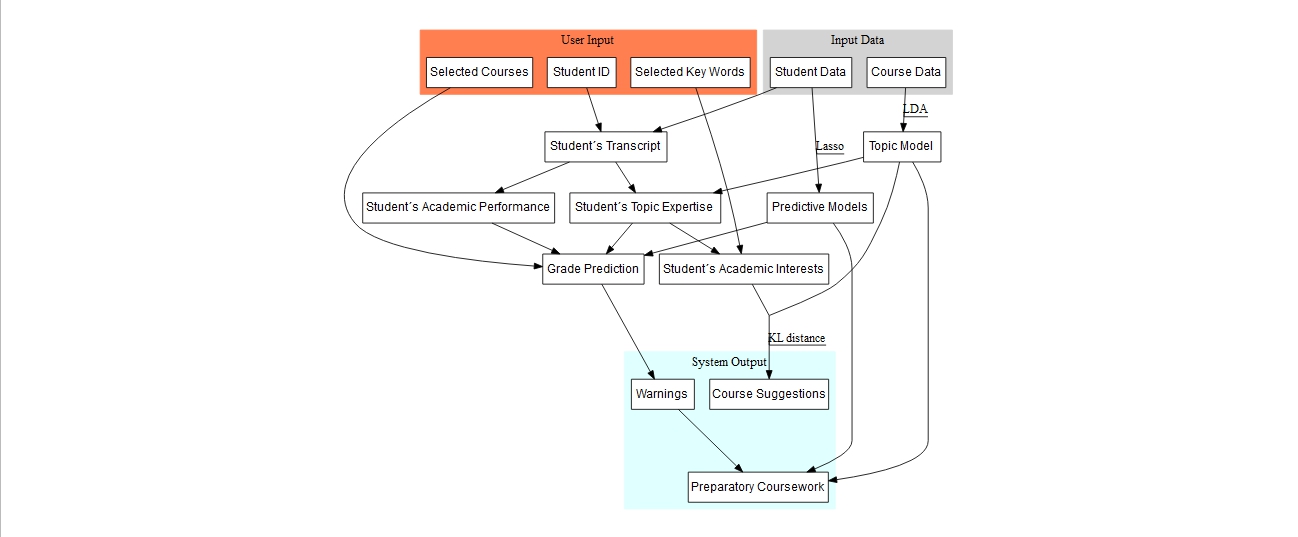 User Input
Input Data
Selected Courses
Student ID
Selected Key Words
Student Data
Course Data
LDA
Student´s Transcript
Lasso
Topic Model
Student´s Academic Performance
Student´s Topic Expertise
Predictive Models
Grade Prediction
Student´s Academic Interests
KL distance
System Output
Warnings
Course Suggestions
Preparatory Coursework